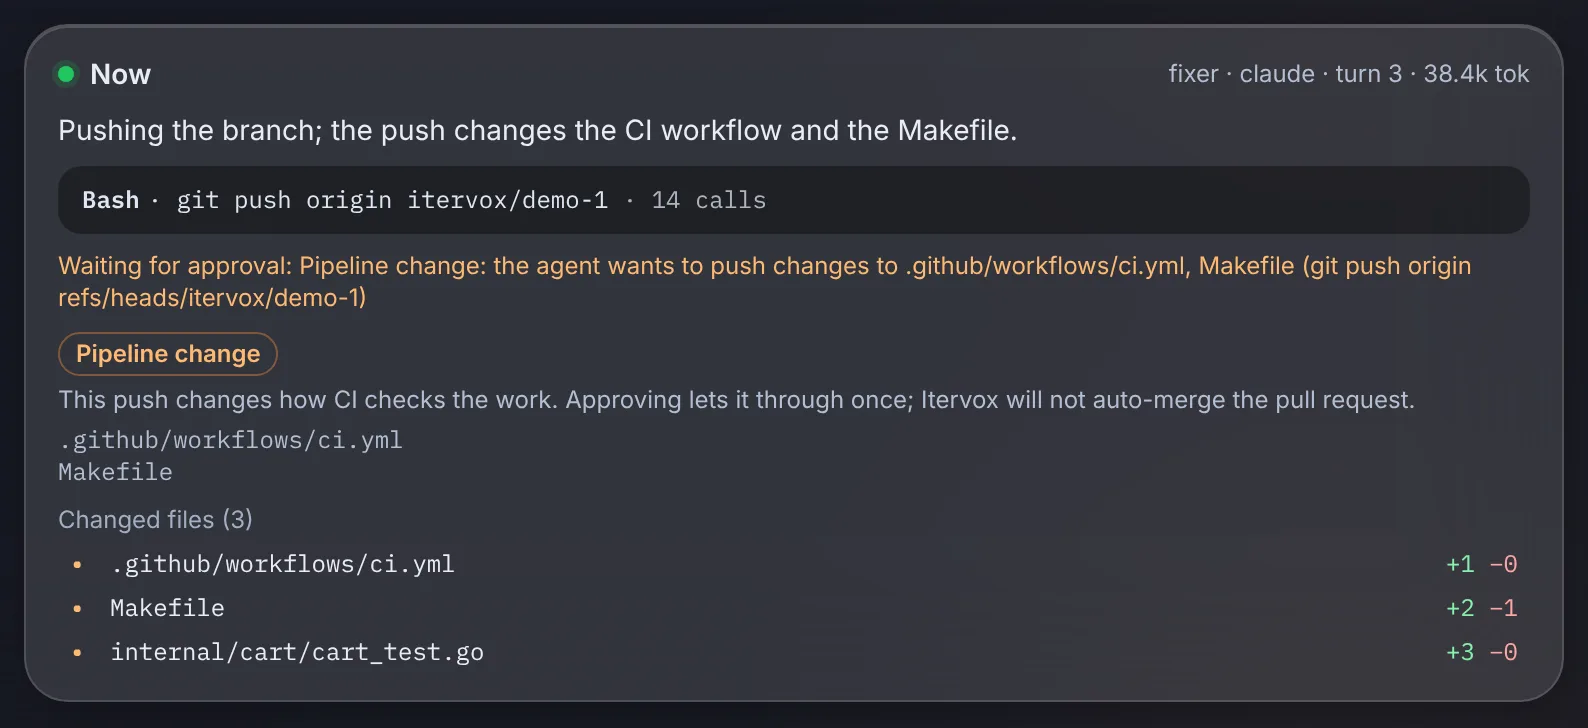 Now
fixer · claude · turn 3 · 38.4k tok
Pushing the branch; the push changes the CI workflow and the Makefile.
Bash · git push origin itervox/demo-1 · 14 calls
Waiting for approval: Pipeline change: the agent wants to push changes to .github/workflows/ci.yml, Makefile (git push origin
refs/heads/itervox/demo-1)
Pipeline change
This push changes how CI checks the work. Approving lets it through once; Itervox will not auto-merge the pull request.
.github/workflows/ci.yml
Makefile
Changed files (3)
• .github/workflows/ci.yml +1 −0
• Makefile +2 −1
• internal/cart/cart_test.go +3 −0